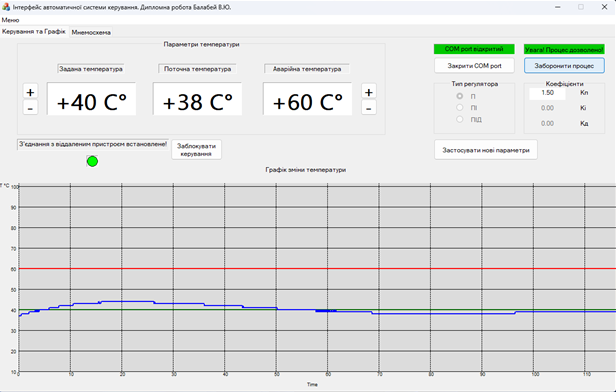 Інтерфейс автоматичної системи керування. Дипломна робота Балабей В.Ю.
Меню
Керування та Графік Мнемосхема
Параметри температури
Задана температура Поточна температура Аварійна температура
+ +40 C° +38 C° +60 C° +
- -
З'єднання з віддаленим пристроєм встановлене!
Заблокувати
керування
COM port відкритий Увага! Процес дозволено!
Закрити COM port Заборонити процес
Тип регулятора Коефіцієнти
П 1.50 Кп
ПІ 0.00 Кі
ПІД 0.00 Кд
Застосувати нові параметри
Графік зміни температури
T °C
100
90
80
70
60
50
40
30
20
10
0 10 20 30 40 50 60 70 80 90 100 110
Time